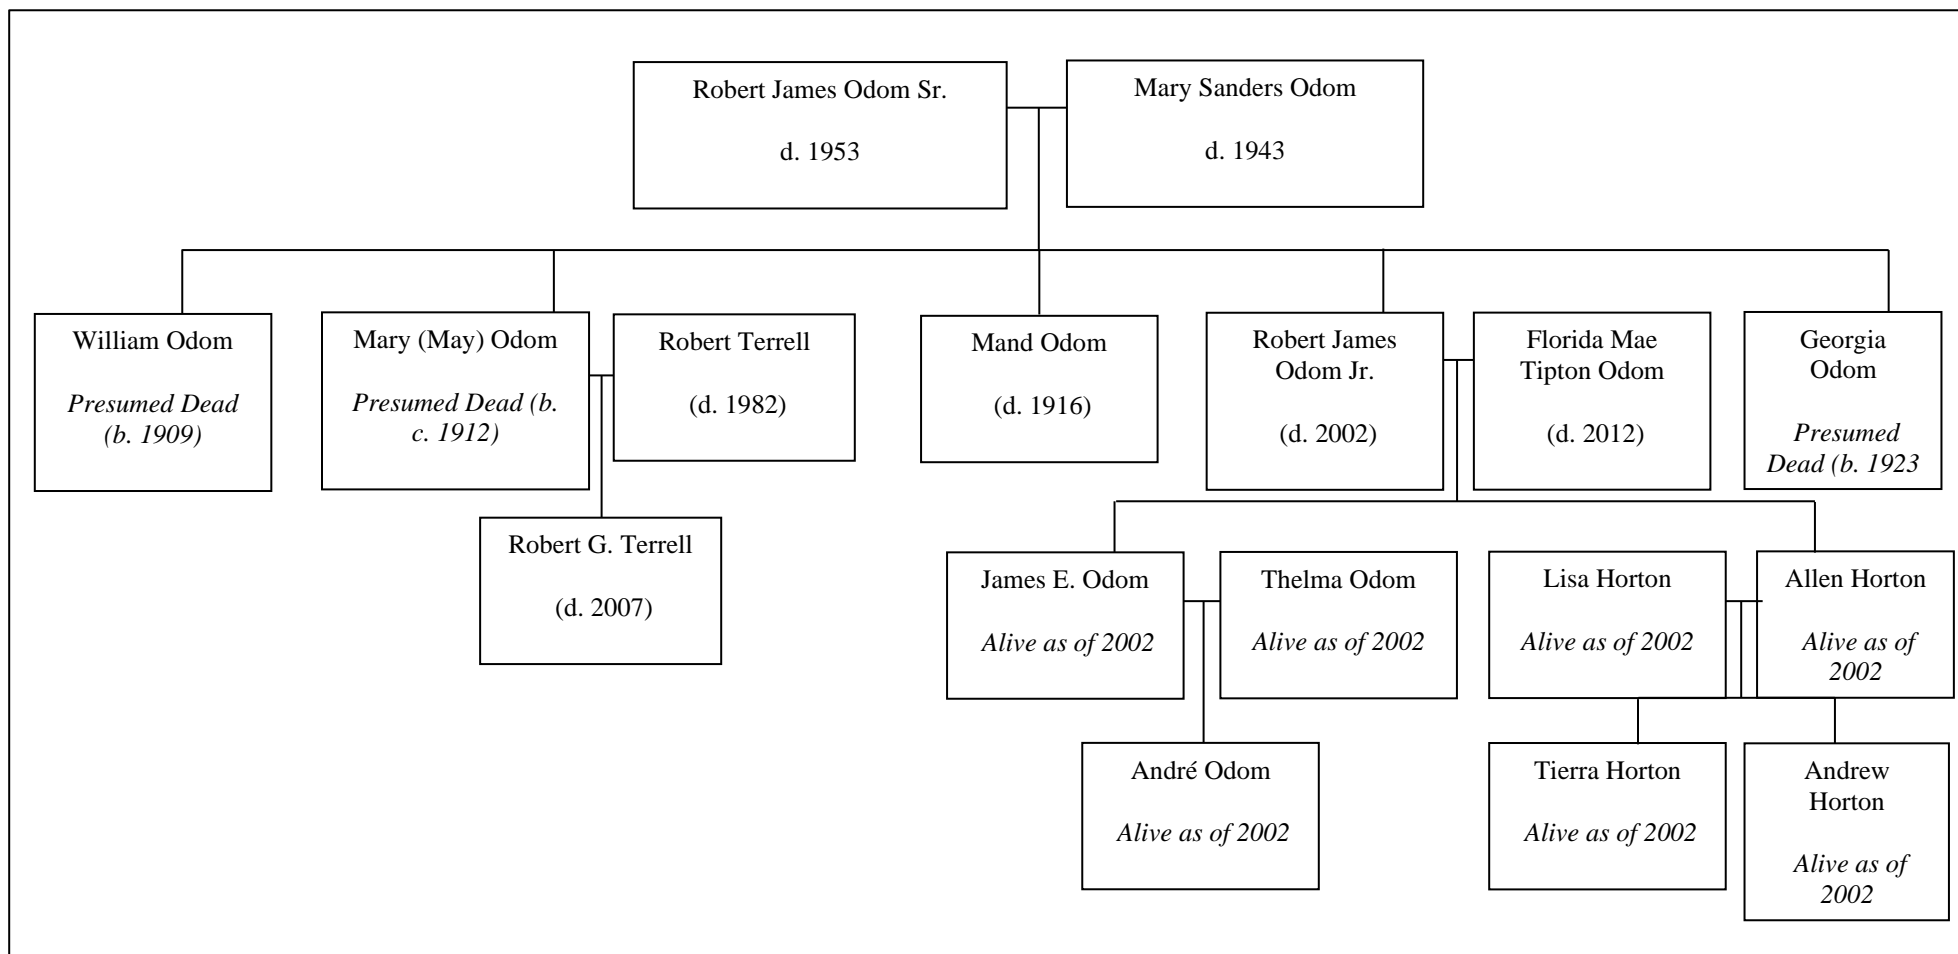 Robert James Odom Sr.
d. 1953
Mary Sanders Odom
d. 1943
William Odom
Presumed Dead
(b. 1909)
Mary (May) Odom
Presumed Dead (b.
c. 1912)
Robert Terrell
(d. 1982)
Mand Odom
(d. 1916)
Robert James
Odom Jr.
(d. 2002)
Florida Mae
Tipton Odom
(d. 2012)
Georgia
Odom
Presumed
Dead (b. 1923
Robert G. Terrell
(d. 2007)
James E. Odom
Alive as of 2002
Thelma Odom
Alive as of 2002
Lisa Horton
Alive as of 2002
Allen Horton
Alive as of
2002
André Odom
Alive as of 2002
Tierra Horton
Alive as of 2002
Andrew
Horton
Alive as of
2002